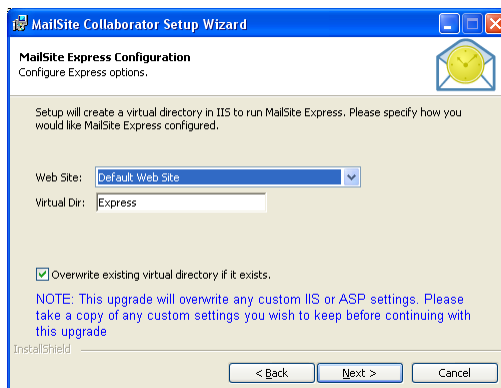 MailSite Collaborator Setup Wizard
MailSite Express Configuration
Configure Express options.
Setup will create a virtual directory in IIS to run MailSite Express. Please specify how you
would like MailSite Express configured.
Web Site: Default Web Site
Virtual Dir: Express
Overwrite existing virtual directory if it exists.
NOTE: This upgrade will overwrite any custom IIS or ASP settings. Please
take a copy of any custom settings you wish to keep before continuing with
this upgrade
InstallShield
< Back Next > Cancel